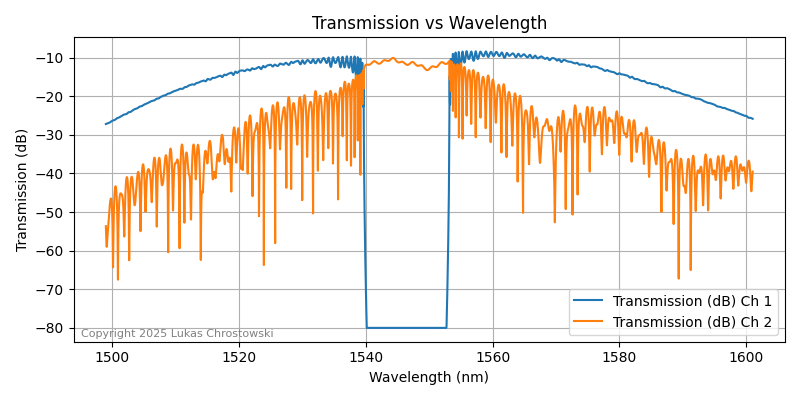 Transmission vs Wavelength
Transmission (dB)
−10
−20
−30
−40
−50
−60
−70
−80
Transmission (dB) Ch 1
Transmission (dB) Ch 2
Copyright 2025 Lukas Chrostowski
1500 1520 1540 1560 1580 1600
Wavelength (nm)